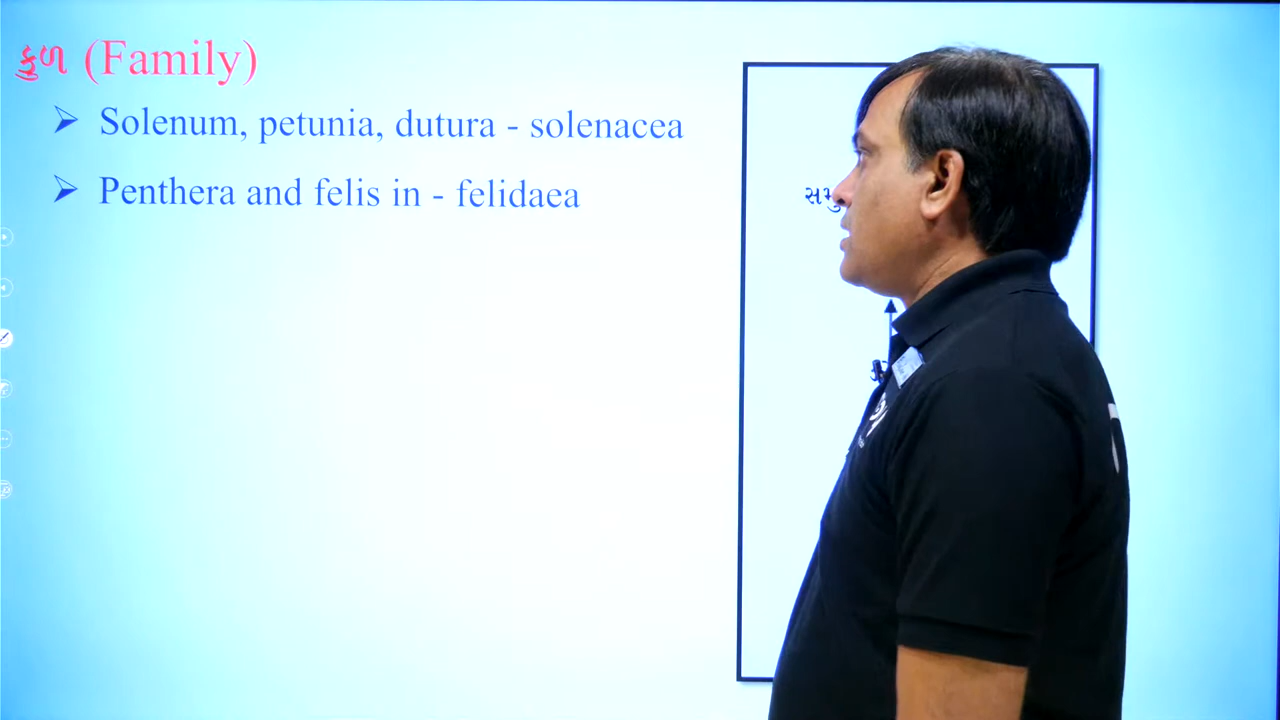 કુળ (Family)
➢ Solenum, petunia, dutura - solenacea
➢ Penthera and felis in - felidaea